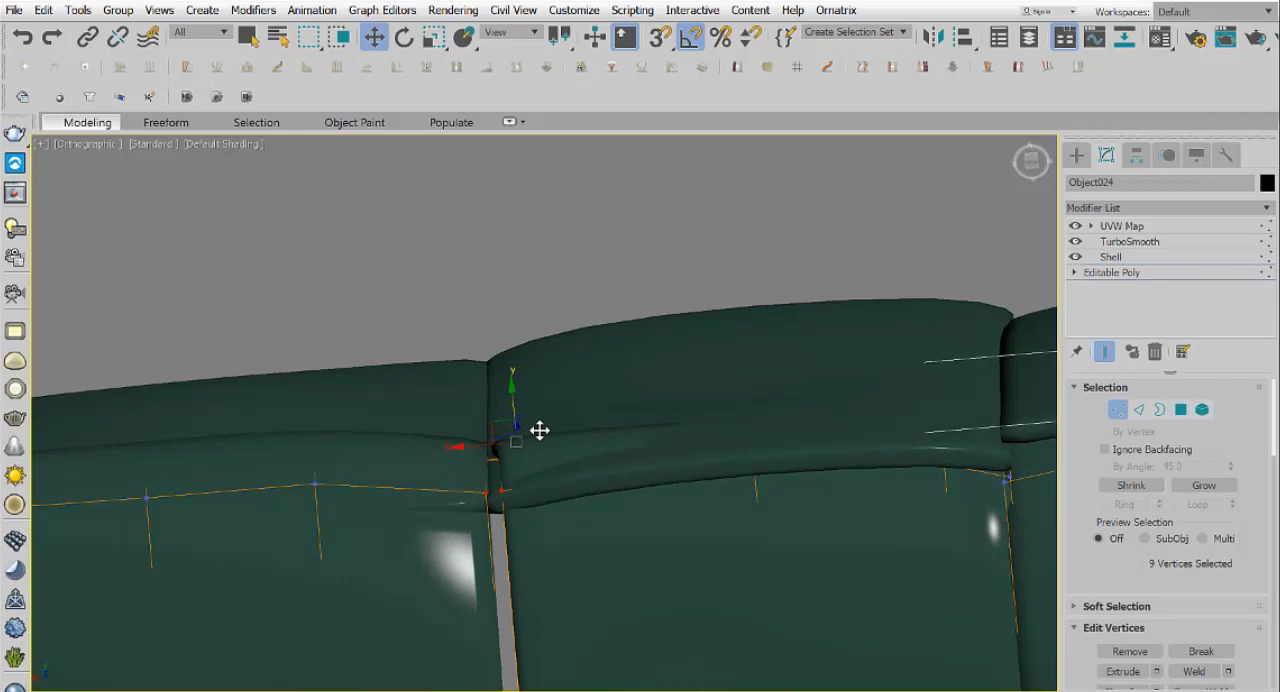 File Edit Tools Group Views Create Modifiers Animation Graph Editors Rendering Civil View Customize Scripting Interactive Content Help Ornatrix Sign In Workspaces: Default
All View Create Selection Set
Modeling Freeform Selection Object Paint Populate
[+] [Orthographic ] [Standard ] [Default Shading ]
Object024
Modifier List
UVW Map
TurboSmooth
Shell
Editable Poly
Selection
By Vertex
Ignore Backfacing
By Angle: 45.0
Shrink Grow
Ring Loop
Preview Selection
Off SubObj Multi
9 Vertices Selected
Soft Selection
Edit Vertices
Remove Break
Extrude Weld